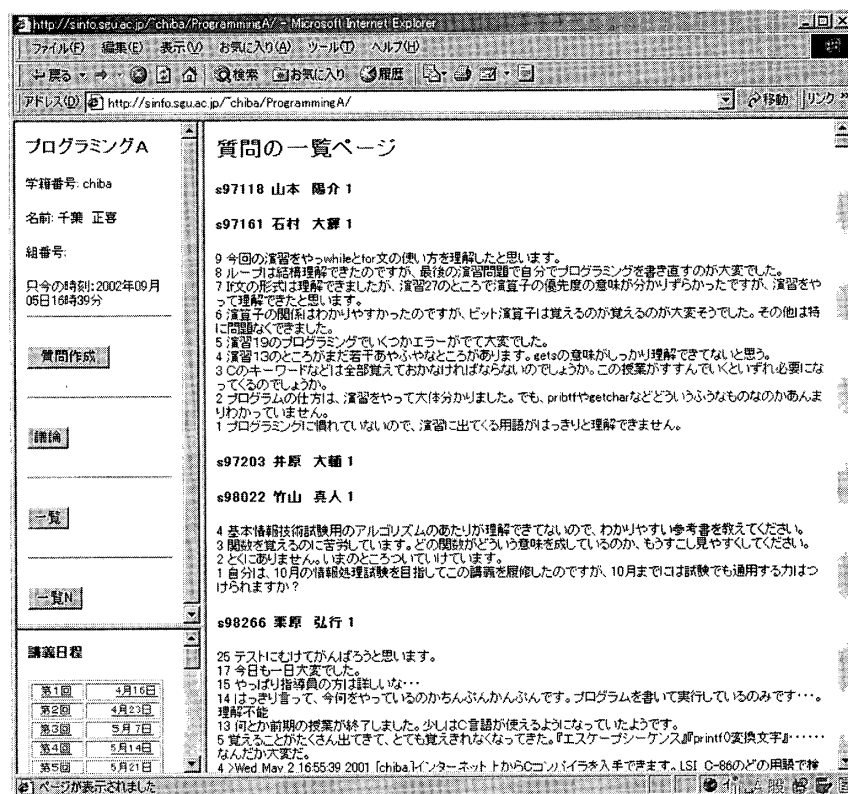 http://sinfo.sgu.ac.jp/~chiba/ProgrammingA/ - Microsoft Internet Explorer
ファイル(F) 編集(E) 表示(V) お気に入り(A) ツール(T) ヘルプ(H)
戻る 検索 お気に入り 履歴
アドレス(D) http://sinfo.sgu.ac.jp/~chiba/ProgrammingA/ 移動 リンク »
プログラミングA
学籍番号: chiba
名前: 千葉 正喜
組番号:
只今の時刻:2002年09月
05日16時39分
質問作成
議論
一覧
一覧N
講義日程
第1回 4月16日
第2回 4月23日
第3回 5月7日
第4回 5月14日
第5回 5月21日
質問の一覧ページ
s97118 山本 陽介 1
s97161 石村 大輝 1
9 今回の演習をやっwhileとfor文の使い方を理解したと思います。
8 ループは結構理解できたのですが、最後の演習問題で自分でプログラミングを書き直すのが大変でした。
7 If文の形式は理解できましたが、演習27のところで演算子の優先度の意味が分かりずらかったですが、演習をや
って理解できたと思います。
6 演算子の関係はわかりやすかったのですが、ビット演算子は覚えるのが覚えるのが大変そうでした。その他は特
に問題なくできました。
5 演習19のプログラミングでいくつかエラーがでて大変でした。
4 演習13のところがまだ若干あやふやなところがあります。getsの意味がしっかり理解できてないと思う。
3 Cのキーワードなどは全部覚えておかなければならないのでしょうか。この授業がすすんでいくといずれ必要にな
ってくるのでしょうか。
2 プログラムの仕方は、演習をやって大体分かりました。でも、pribtfやgetcharなどどういうふうなものなのかあんま
りわかっていません。
1 プログラミングに慣れていないので、演習に出てくる用語がはっきりと理解できません。
s97203 井原 大輔 1
s98022 竹山 真人 1
4 基本情報技術試験用のアルゴリズムのあたりが理解できてないので、わかりやすい参考書を教えてください。
3 関数を覚えるのに苦労しています。どの関数がどういう意味を成しているのか、もうすこし見やすくしてください。
2 とくにありません。いまのところついていけています。
1 自分は、10月の情報処理試験を目指してこの講義を履修したのですが、10月までには試験でも通用する力はつ
けられますか?
s98266 栗原 弘行 1
25 テストにむけてがんばろうと思います。
17 今日も一日大変でした。
15 やっぱり指導員の方は詳しいな・・・
14 はっきり言って、今何をやっているのかちんぷんかんぷんです。プログラムを書いて実行しているのみです・・・。
理解不能
13 何とか前期の授業が終了しました。少しはC言語が使えるようになっていたようです。
5 覚えることがたくさん出てきて、とても覚えきれなくなってきた。『エスケープシーケンス』『printf()変換文字』・・・・・・
なんだか大変だ。
4 >Wed May 2 16:55:39 2001 [chiba]インターネット上からCコンパイラを入手できます。LSI C-86のどの用語で検
ページが表示されました